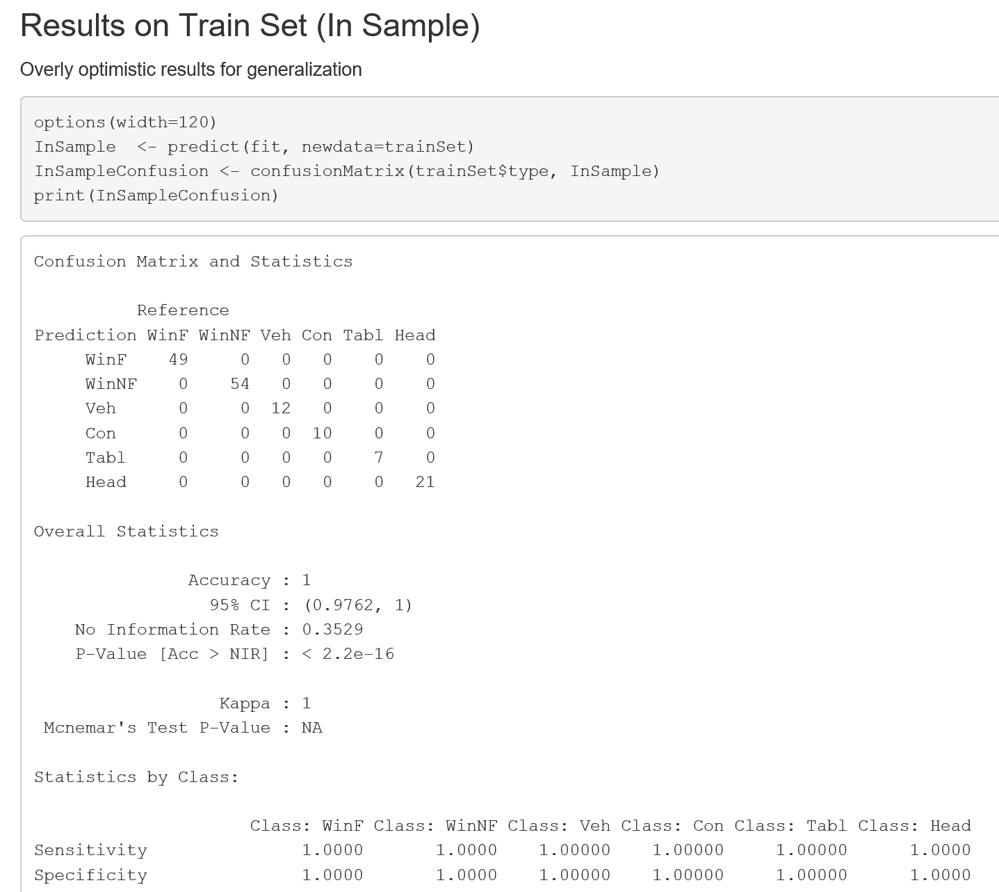 Results on Train Set (In Sample)
Overly optimistic results for generalization
options(width=120)
InSample  <- predict(fit, newdata=trainSet)
InSampleConfusion <- confusionMatrix(trainSet$type, InSample)
print(InSampleConfusion)
Confusion Matrix and Statistics
          Reference
Prediction WinF WinNF Veh Con Tabl Head
     WinF    49     0   0   0    0    0
     WinNF    0    54   0   0    0    0
     Veh      0     0  12   0    0    0
     Con      0     0   0  10    0    0
     Tabl     0     0   0   0    7    0
     Head     0     0   0   0    0   21
Overall Statistics
               Accuracy : 1
                 95% CI : (0.9762, 1)
    No Information Rate : 0.3529
    P-Value [Acc > NIR] : < 2.2e-16
                  Kappa : 1
 Mcnemar's Test P-Value : NA
Statistics by Class:
                     Class: WinF Class: WinNF Class: Veh Class: Con Class: Tabl Class: Head
Sensitivity               1.0000       1.0000    1.00000    1.00000     1.00000      1.0000
Specificity               1.0000       1.0000    1.00000    1.00000     1.00000      1.0000